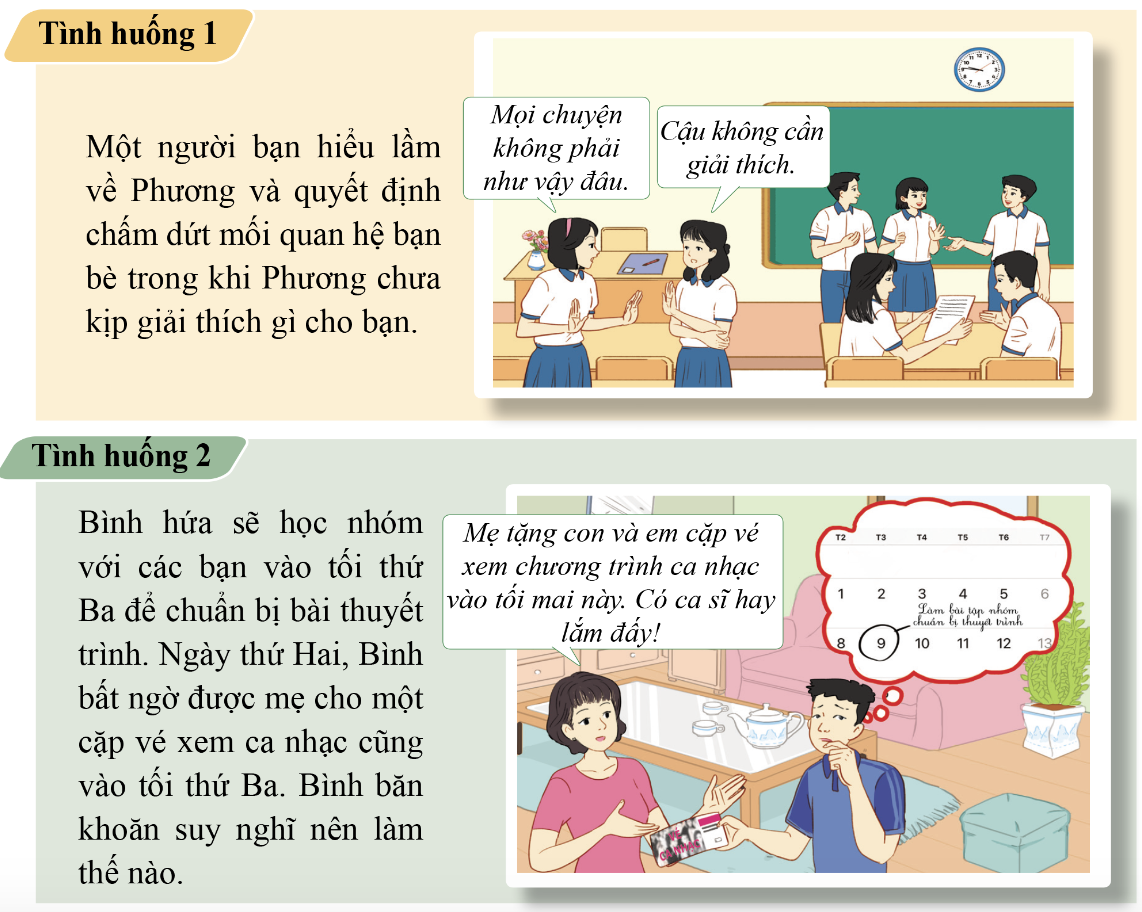 Tình huống 1
Một người bạn hiểu lầm
về Phương và quyết định
chấm dứt mối quan hệ bạn
bè trong khi Phương chưa
kịp giải thích gì cho bạn.
Mọi chuyện
không phải
như vậy đâu.
Cậu không cần
giải thích.
Tình huống 2
Bình hứa sẽ học nhóm
với các bạn vào tối thứ
Ba để chuẩn bị bài thuyết
trình. Ngày thứ Hai, Bình
bất ngờ được mẹ cho một
cặp vé xem ca nhạc cũng
vào tối thứ Ba. Bình băn
khoăn suy nghĩ nên làm
thế nào.
Mẹ tặng con và em cặp vé
xem chương trình ca nhạc
vào tối mai này. Có ca sĩ hay
lắm đấy!
T2 T3 T4 T5 T6 T7
1 2 3 4 5 6
Làm bài tập nhóm
chuẩn bị thuyết trình
8 9 10 11 12 13